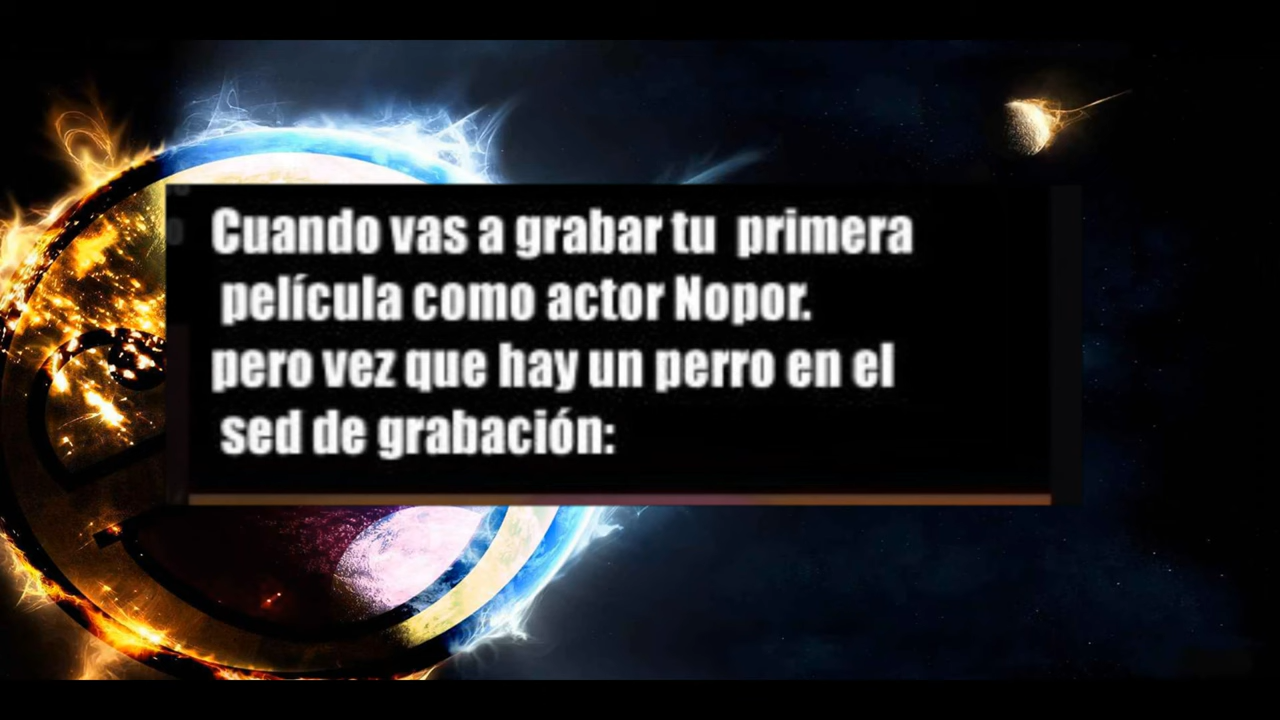 Cuando vas a grabar tu primera
película como actor Nopor.
pero vez que hay un perro en el
sed de grabación: